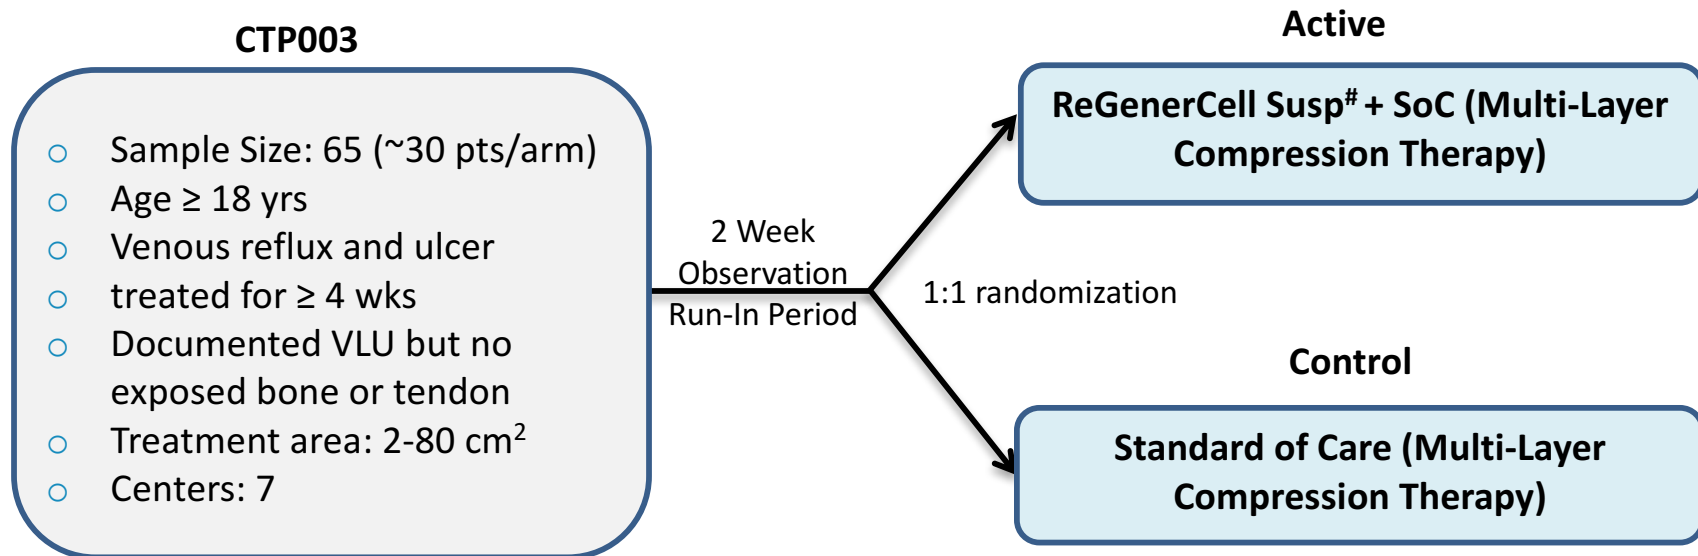 CTP003
○ Sample Size: 65 (~30 pts/arm)
○ Age ≥ 18 yrs
○ Venous reflux and ulcer
○ treated for ≥ 4 wks
○ Documented VLU but no
exposed bone or tendon
○ Treatment area: 2-80 cm²
○ Centers: 7
2 Week
Observation
Run-In Period
1:1 randomization
Active
ReGenerCell Susp# + SoC (Multi-Layer
Compression Therapy)
Control
Standard of Care (Multi-Layer
Compression Therapy)